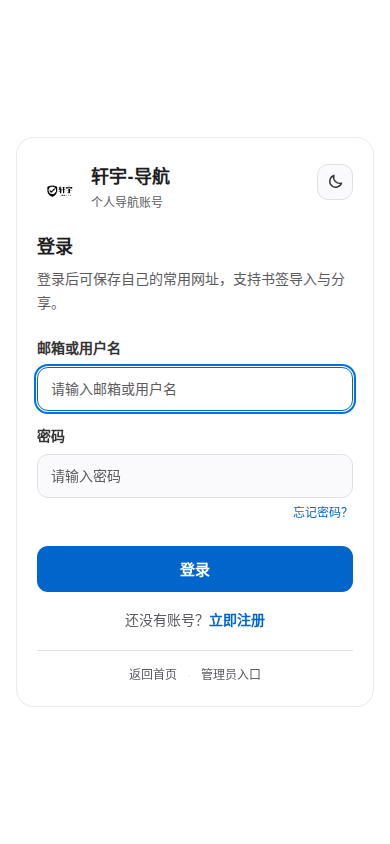 轩宇
轩宇-导航
个人导航账号
登录
登录后可保存自己的常用网址，支持书签导入与分
享。
邮箱或用户名
请输入邮箱或用户名
密码
请输入密码
忘记密码?
登录
还没有账号？立即注册
返回首页 · 管理员入口